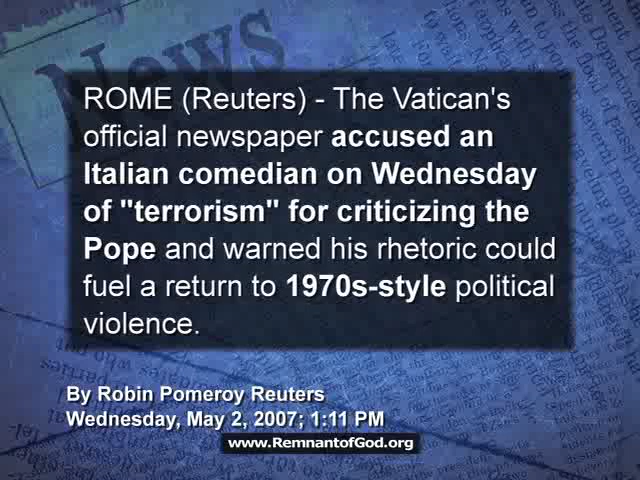 News
ROME (Reuters) - The Vatican's
official newspaper accused an
Italian comedian on Wednesday
of "terrorism" for criticizing the
Pope and warned his rhetoric could
fuel a return to 1970s-style political
violence.
By Robin Pomeroy Reuters
Wednesday, May 2, 2007; 1:11 PM
www.RemnantofGod.org